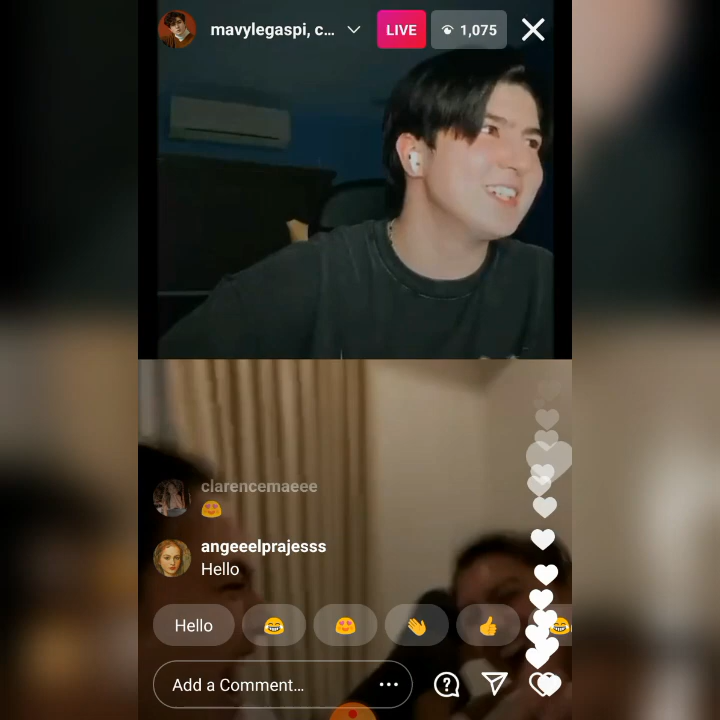 mavylegaspi, c...
LIVE
1,075
clarencemaeee
angeeelprajesss
Hello
Hello
Add a Comment...